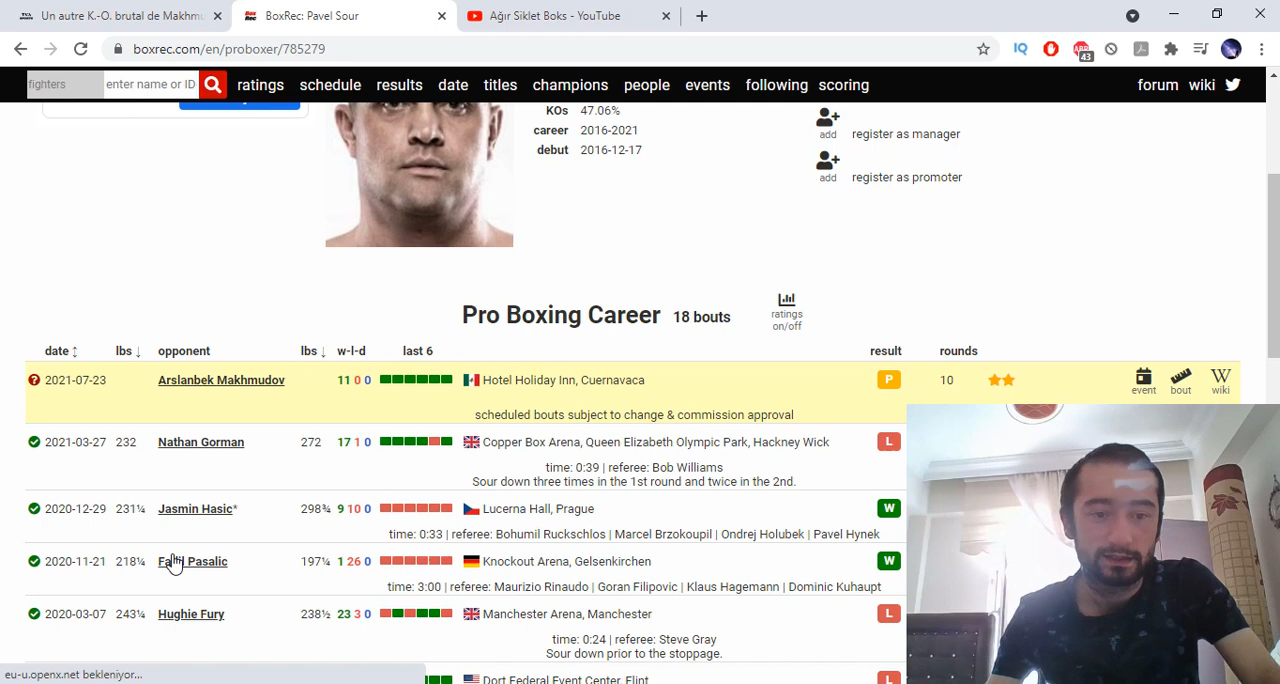 Un autre K.-O. brutal de Makhmu
BoxRec: Pavel Sour
Ağır Siklet Boks - YouTube
boxrec.com/en/proboxer/785279
IQ
ABP
43
fighters
enter name or ID
ratings schedule results date titles champions people events following scoring
forum wiki
KOs 47.06%
career 2016-2021
debut 2016-12-17
add register as manager
add register as promoter
Pro Boxing Career 18 bouts
ratings
on/off
date lbs opponent lbs w-l-d last 6 result rounds
2021-07-23 Arslanbek Makhmudov 11 0 0 Hotel Holiday Inn, Cuernavaca P 10 event bout wiki
scheduled bouts subject to change & commission approval
2021-03-27 232 Nathan Gorman 272 17 1 0 Copper Box Arena, Queen Elizabeth Olympic Park, Hackney Wick L
time: 0:39 | referee: Bob Williams
Sour down three times in the 1st round and twice in the 2nd.
2020-12-29 231¼ Jasmin Hasic* 298¾ 9 10 0 Lucerna Hall, Prague W
time: 0:33 | referee: Bohumil Ruckschlos | Marcel Brzokoupil | Ondrej Holubek | Pavel Hynek
2020-11-21 218¼ Pasalic 197¼ 1 26 0 Knockout Arena, Gelsenkirchen W
time: 3:00 | referee: Maurizio Rinaudo | Goran Filipovic | Klaus Hagemann | Dominic Kuhaupt
2020-03-07 243¼ Hughie Fury 238½ 23 3 0 Manchester Arena, Manchester L
time: 0:24 | referee: Steve Gray
Sour down prior to the stoppage.
Dort Federal Event Center, Flint L
eu-u.openx.net bekleniyor...